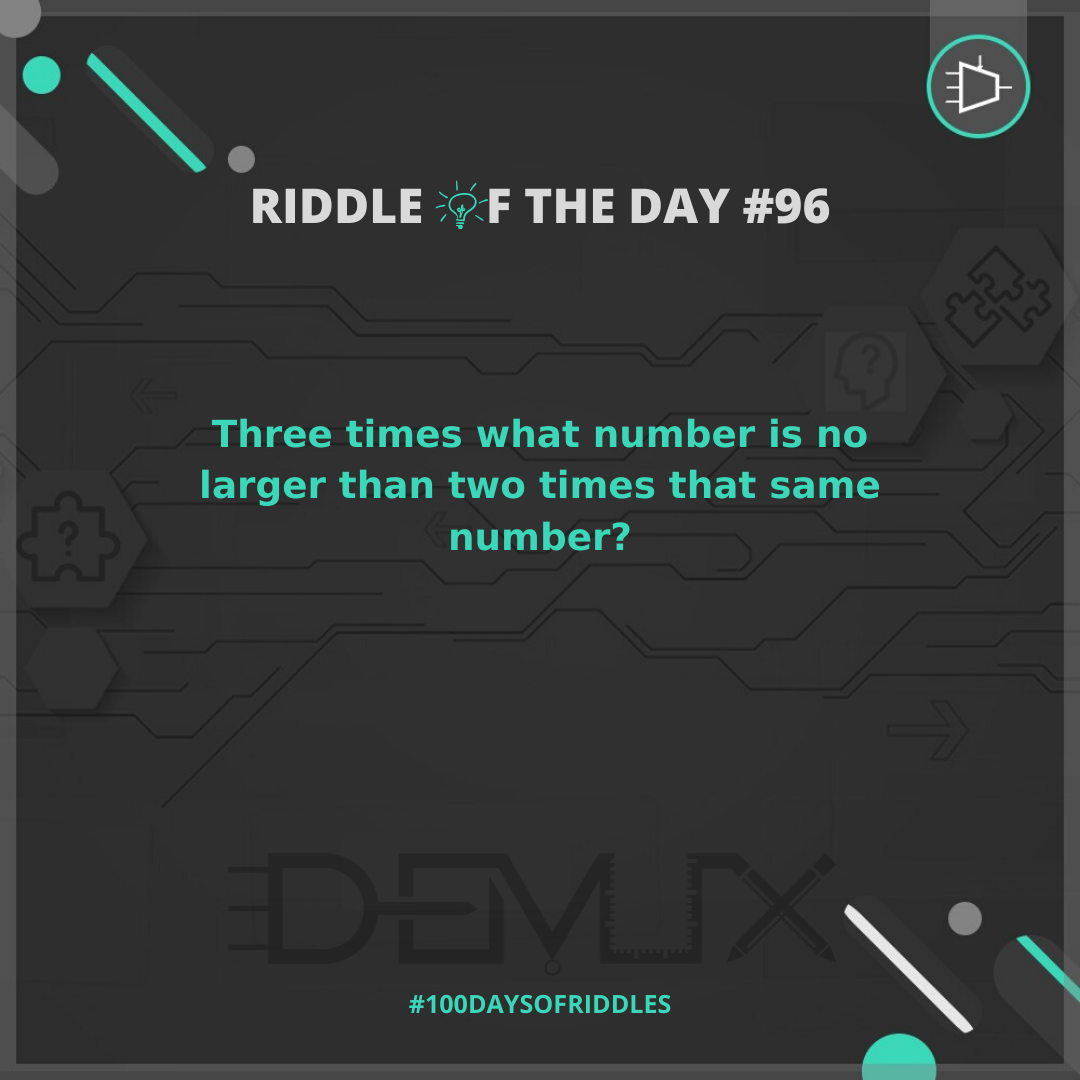 RIDDLE OF THE DAY #96
Three times what number is no
larger than two times that same
number?
DEMUX
#100DAYSOFRIDDLES